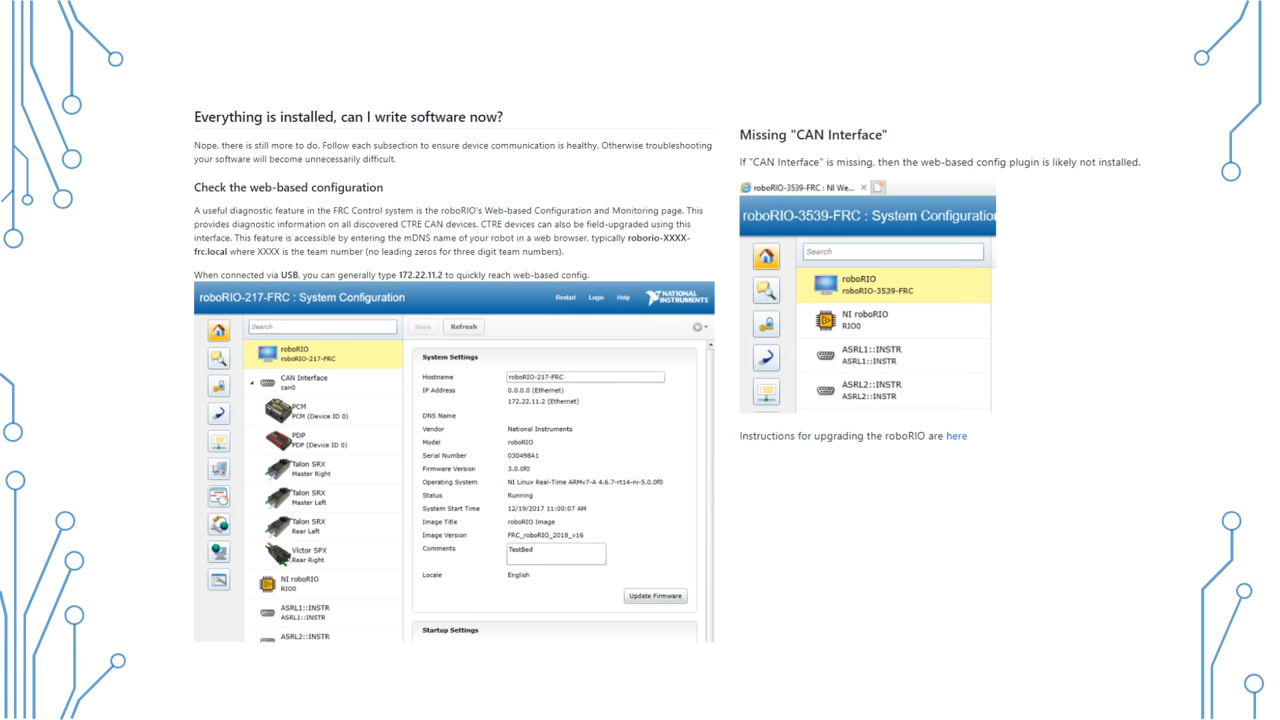 Everything is installed, can I write software now?
Nope, there is still more to do. Follow each subsection to ensure device communication is healthy. Otherwise troubleshooting
your software will become unnecessarily difficult.
Check the web-based configuration
A useful diagnostic feature in the FRC Control system is the roboRIO's Web-based Configuration and Monitoring page. This
provides diagnostic information on all discovered CTRE CAN devices. CTRE devices can also be field-upgraded using this
interface. This feature is accessible by entering the mDNS name of your robot in a web browser, typically roborio-XXXX-
frc.local where XXXX is the team number (no leading zeros for three digit team numbers).
When connected via USB, you can generally type 172.22.11.2 to quickly reach web-based config.
roboRIO-217-FRC : System Configuration
Restart Login Help NATIONAL INSTRUMENTS
Search
Save Refresh
roboRIO
roboRIO-217-FRC
CAN Interface
can0
PCM
PCM (Device ID 0)
PDP
PDP (Device ID 0)
Talon SRX
Master Right
Talon SRX
Master Left
Talon SRX
Rear Left
Victor SPX
Rear Right
NI roboRIO
RIO0
ASRL1::INSTR
ASRL1::INSTR
ASRL2::INSTR
System Settings
Hostname roboRIO-217-FRC
IP Address 0.0.0.0 (Ethernet)
172.22.11.2 (Ethernet)
DNS Name
Vendor National Instruments
Model roboRIO
Serial Number 030498A1
Firmware Version 3.0.0f0
Operating System NI Linux Real-Time ARMv7-A 4.6.7-rt14-ni-5.0.0f0
Status Running
System Start Time 12/19/2017 11:00:07 AM
Image Title roboRIO Image
Image Version FRC_roboRIO_2018_v16
Comments TestBed
Locale English
Update Firmware
Startup Settings
Missing "CAN Interface"
If "CAN Interface" is missing, then the web-based config plugin is likely not installed.
roboRIO-3539-FRC : NI We...
roboRIO-3539-FRC : System Configuration
Search
roboRIO
roboRIO-3539-FRC
NI roboRIO
RIO0
ASRL1::INSTR
ASRL1::INSTR
ASRL2::INSTR
ASRL2::INSTR
Instructions for upgrading the roboRIO are here